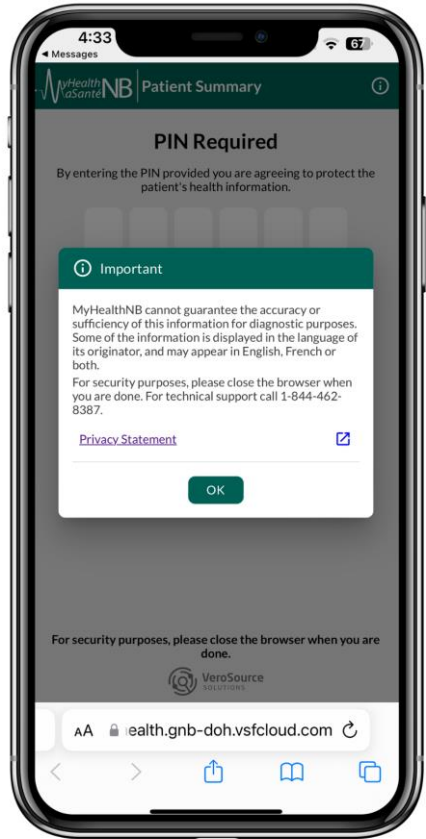 4:33
67
◀ Messages
MyHealth
MaSanté NB | Patient Summary
PIN Required
By entering the PIN provided you are agreeing to protect the
patient's health information.
Important
MyHealthNB cannot guarantee the accuracy or
sufficiency of this information for diagnostic purposes.
Some of the information is displayed in the language of
its originator, and may appear in English, French or
both.
For security purposes, please close the browser when
you are done. For technical support call 1-844-462-
8387.
Privacy Statement
OK
For security purposes, please close the browser when you are
done.
VeroSource
SOLUTIONS
AA ealth.gnb-doh.vsfcloud.com